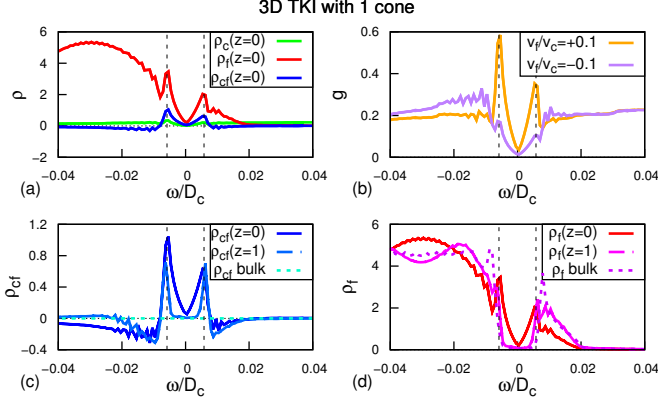 3D TKI with 1 cone
6
4
2
0
-2
ρ
ρc(z=0)
ρf(z=0)
ρcf(z=0)
-0.04 -0.02 0 0.02 0.04
(a) ω/Dc
0.6
0.4
0.2
0
g
vf/vc=+0.1
vf/vc=−0.1
-0.04 -0.02 0 0.02 0.04
(b) ω/Dc
1.2
0.8
0.4
0
-0.4
ρcf
ρcf(z=0)
ρcf(z=1)
ρcf bulk
-0.04 -0.02 0 0.02 0.04
(c) ω/Dc
6
4
2
0
ρf
ρf(z=0)
ρf(z=1)
ρf bulk
-0.04 -0.02 0 0.02 0.04
(d) ω/Dc